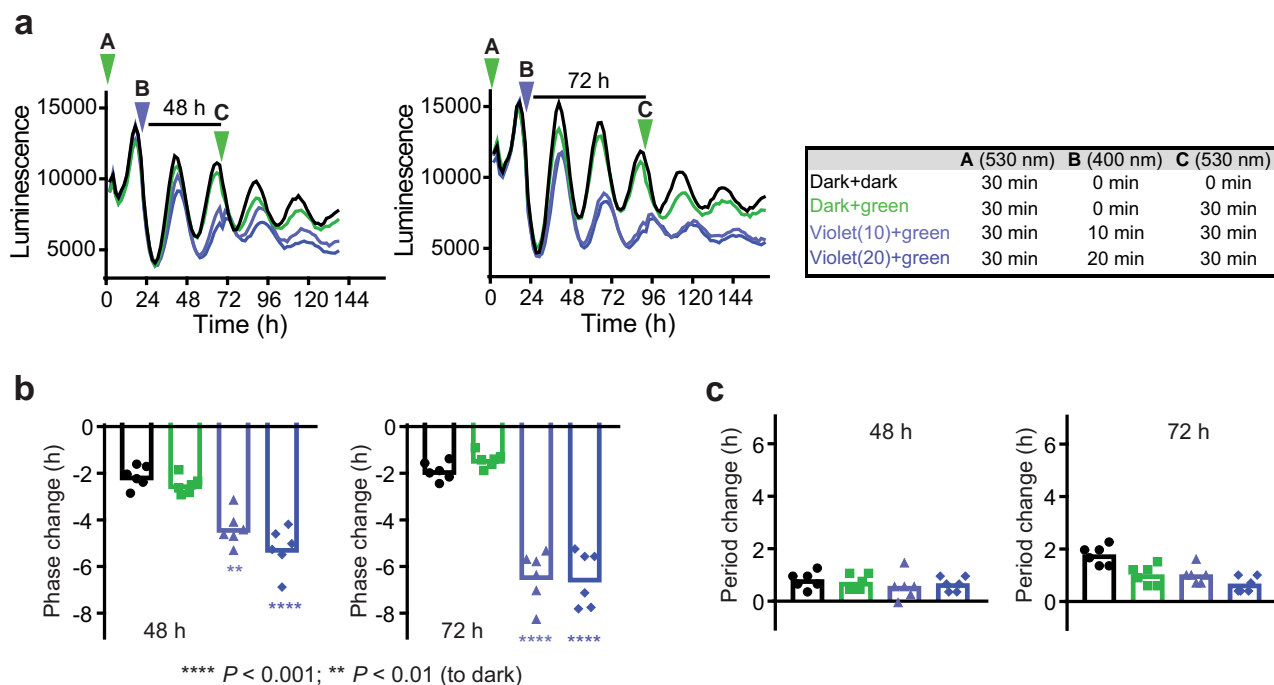 a
A
B
48 h
C
15000
10000
5000
Luminescence
0 24 48 72 96 120 144
Time (h)
A
B
72 h
C
15000
10000
5000
Luminescence
0 24 48 72 96 120 144
Time (h)
A (530 nm) B (400 nm) C (530 nm)
Dark+dark 30 min 0 min 0 min
Dark+green 30 min 0 min 30 min
Violet(10)+green 30 min 10 min 30 min
Violet(20)+green 30 min 20 min 30 min
b
0
-2
-4
-6
-8
Phase change (h)
**
****
48 h
0
-2
-4
-6
-8
Phase change (h)
**** ****
72 h
**** P < 0.001; ** P < 0.01 (to dark)
c
48 h
6
4
2
0
Period change (h)
72 h
6
4
2
0
Period change (h)